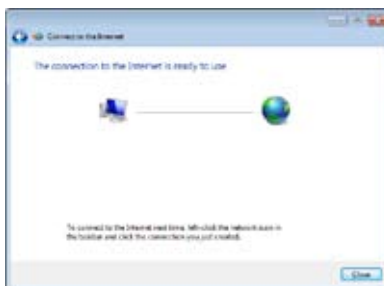 Connect to the Internet
The connection to the Internet is ready to use
To connect to the Internet next time, left-click the network icon in
the taskbar and click the connection you just created.
Close